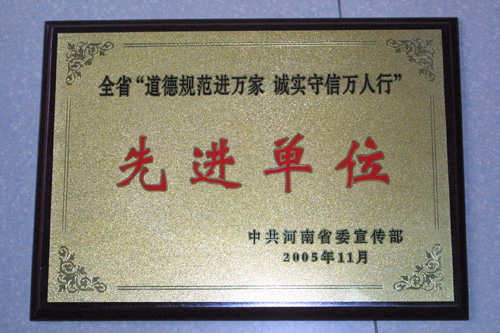 全省“道德规范进万家 诚实守信万人行”
先进单位
中共河南省委宣传部
2005年11月